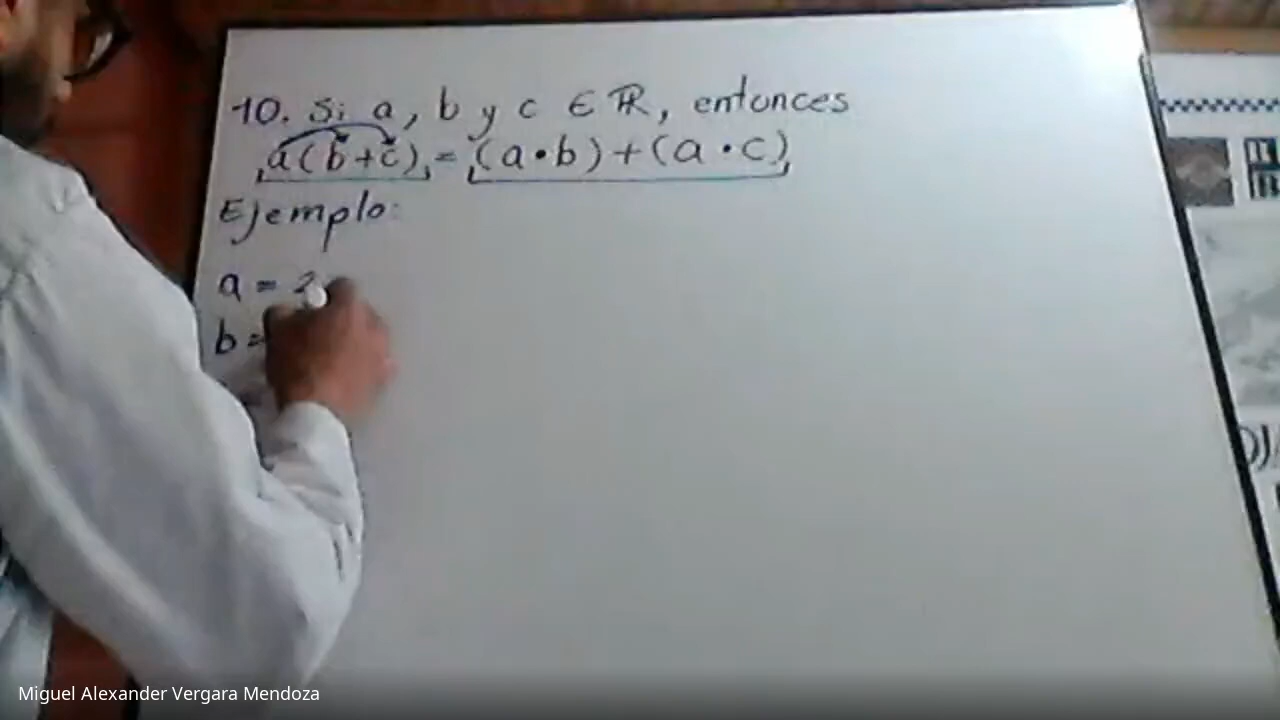 10. Si a, b y c ∈ ℝ, entonces
a(b+c) = (a•b)+(a•c)
Ejemplo:
a = 2
b =
Miguel Alexander Vergara Mendoza